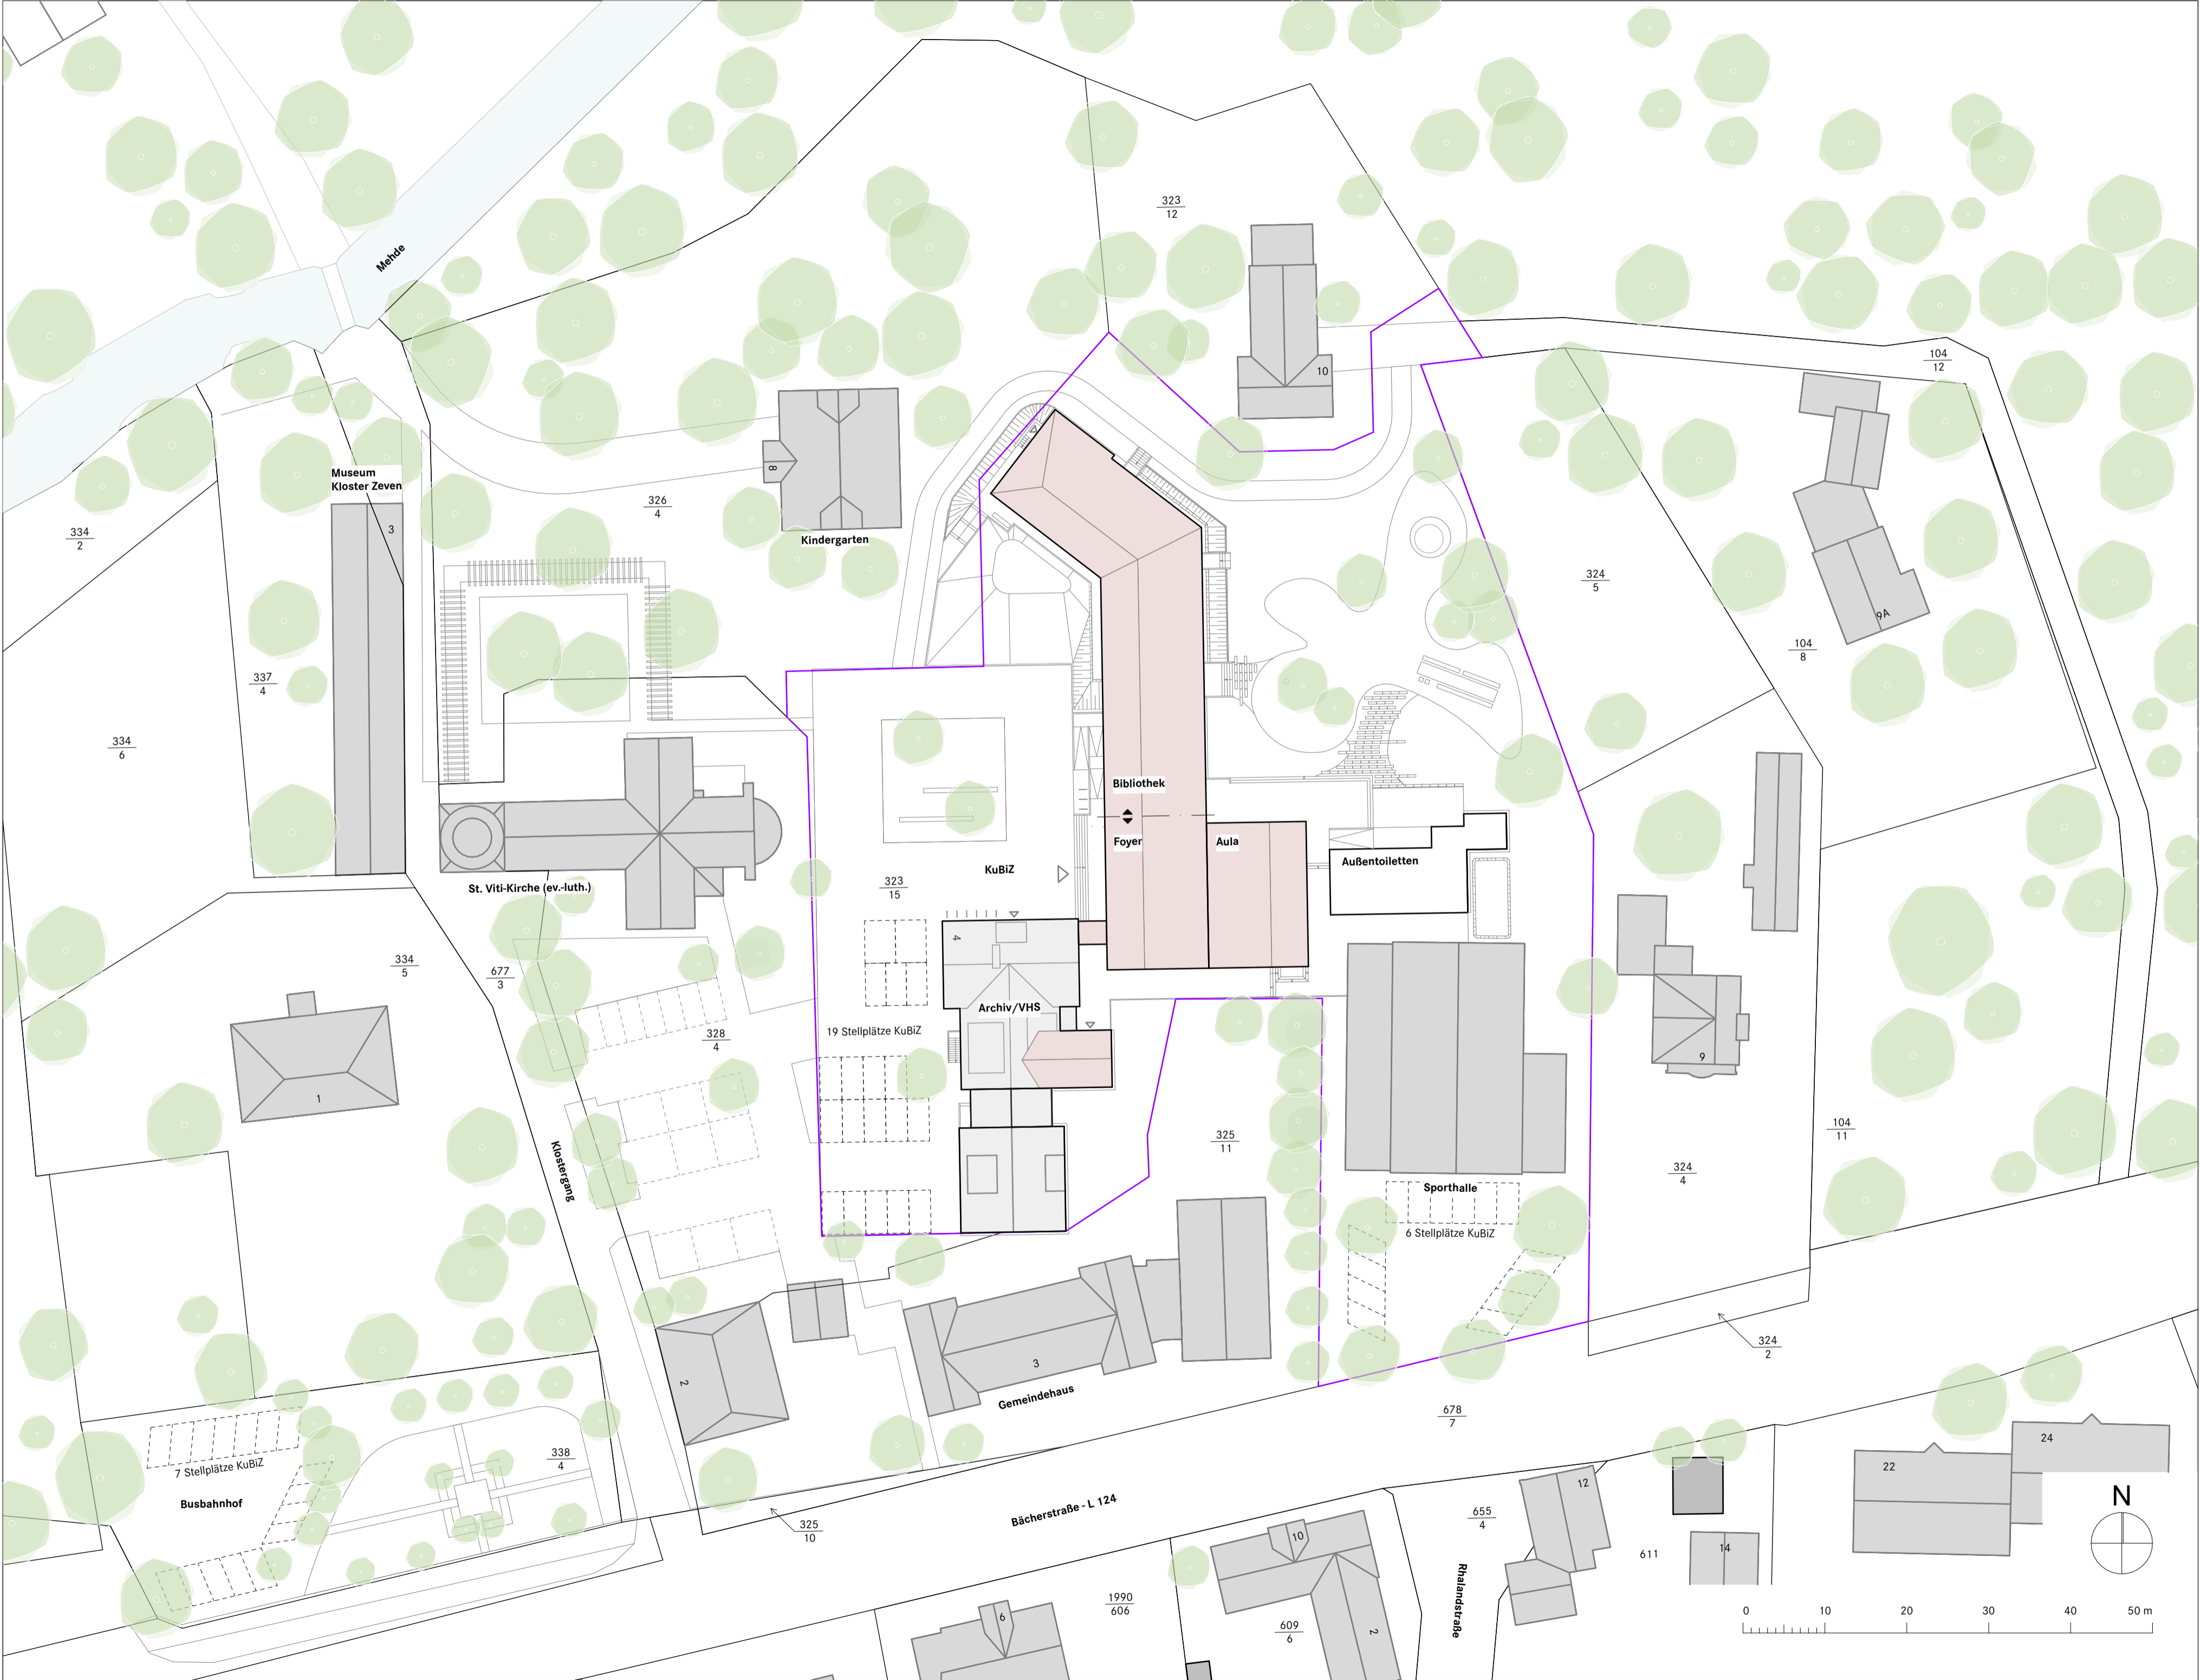 Mehde
323
12
10
104
12
Museum
Kloster Zeven
3
8
326
4
Kindergarten
334
2
324
5
9A
104
8
337
4
334
6
Bibliothek
Foyer
Aula
Außentoiletten
KuBiZ
323
15
St. Viti-Kirche (ev.-luth.)
4
334
5
677
3
Archiv/VHS
19 Stellplätze KuBiZ
328
4
9
1
325
11
104
11
Klostergang
324
4
Sporthalle
6 Stellplätze KuBiZ
324
2
2
3
Gemeindehaus
678
7
338
4
7 Stellplätze KuBiZ
Busbahnhof
22
24
N
Bächerstraße - L 124
325
10
12
655
4
10
611
14
Rhalandstraße
1990
606
6
609
6
2
0 10 20 30 40 50 m